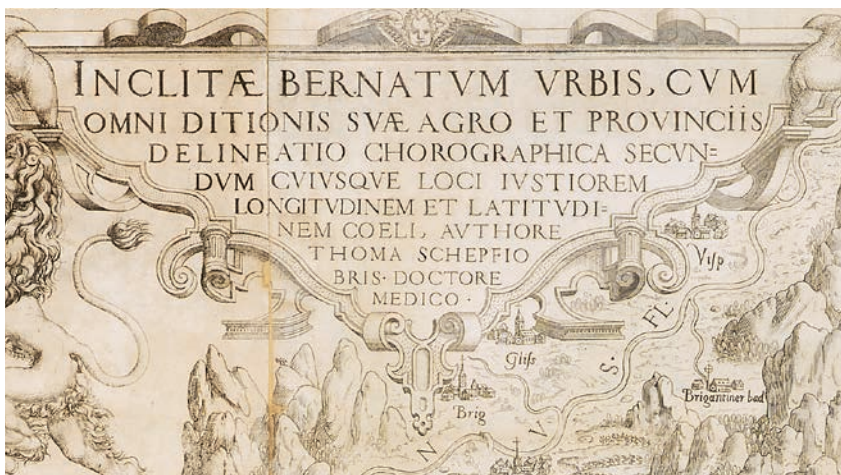 INCLITÆ BERNATVM VRBIS, CVM
OMNI DITIONIS SVÆ AGRO ET PROVINCIIS
DELINEATIO CHOROGRAPHICA SECVN=
DVM CVIVSQVE LOCI IVSTIOREM
LONGITVDINEM ET LATITVDI=
NEM COELI, AVTHORE
THOMA SCHEPFIO
BRIS· DOCTORE
MEDICO ·
Visp
FL.
S.
Gliss
Brigantiner bad
Brig
V
N